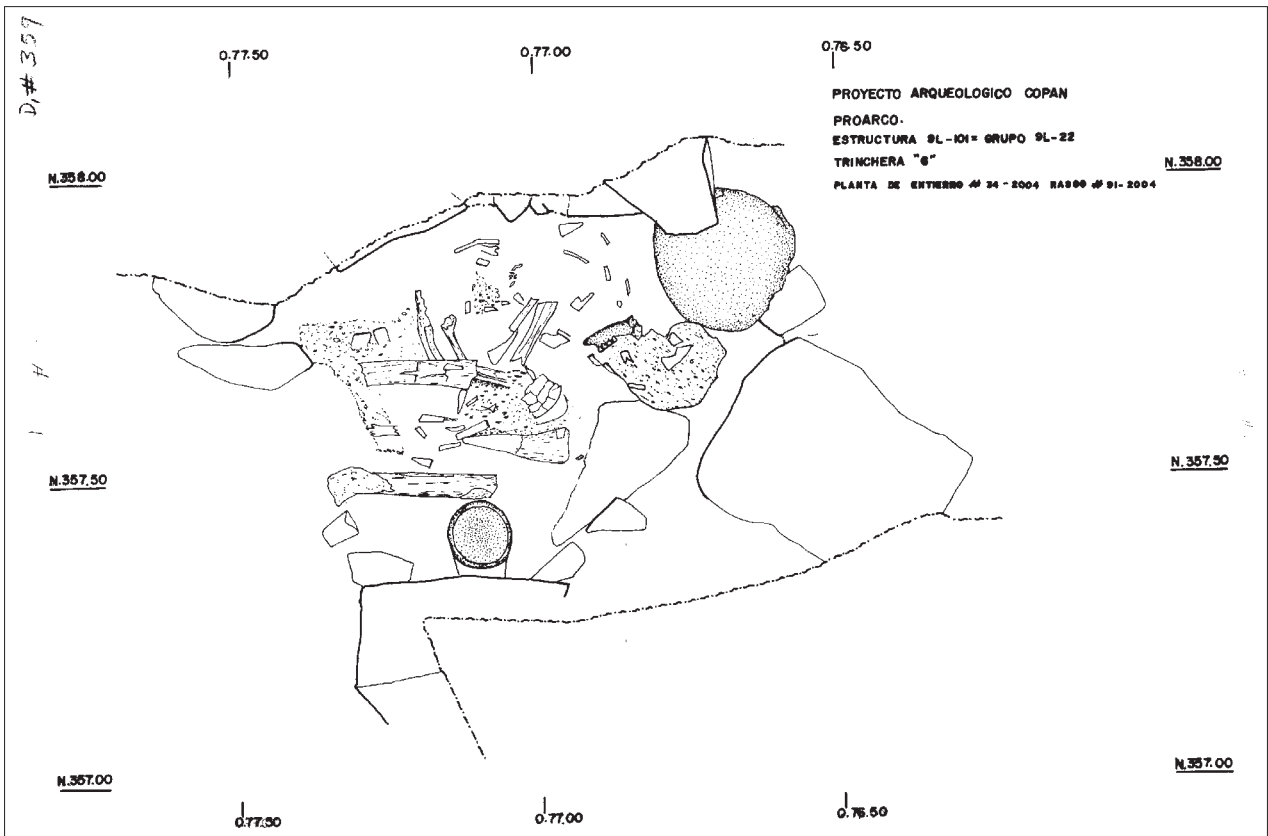 D,# 359
0.77.50
0.77.00
0.76.50
PROYECTO ARQUEOLOGICO COPAN
PROARCO.
ESTRUCTURA 9L-101= GRUPO 9L-22
TRINCHERA "6"
PLANTA DE ENTIERRO # 34-2004 RASGO # 91-2004
N.358.00
N.358.00
N.357.50
N.357.50
N.357.00
N.357.00
0.77.50
0.77.00
0.76.50